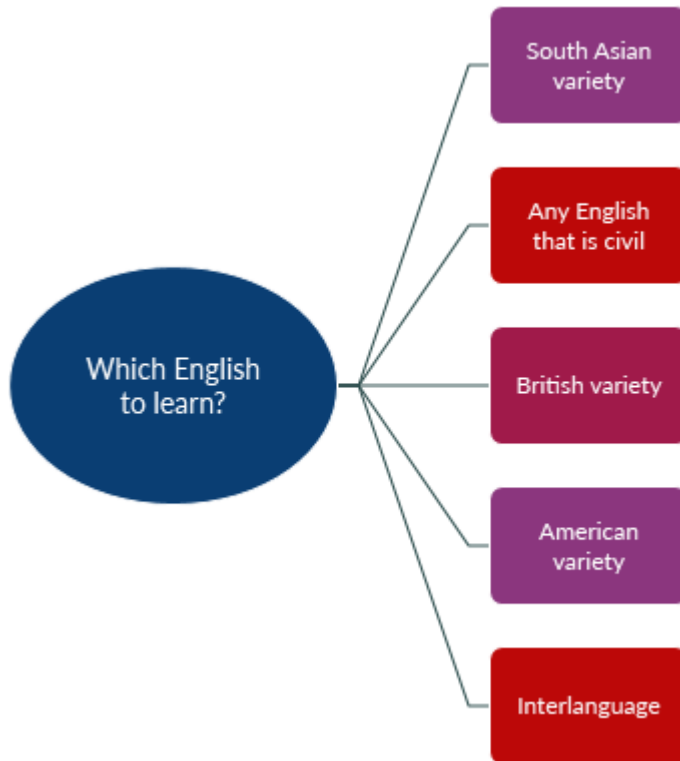 Which English
to learn?
South Asian
variety
Any English
that is civil
British variety
American
variety
Interlanguage